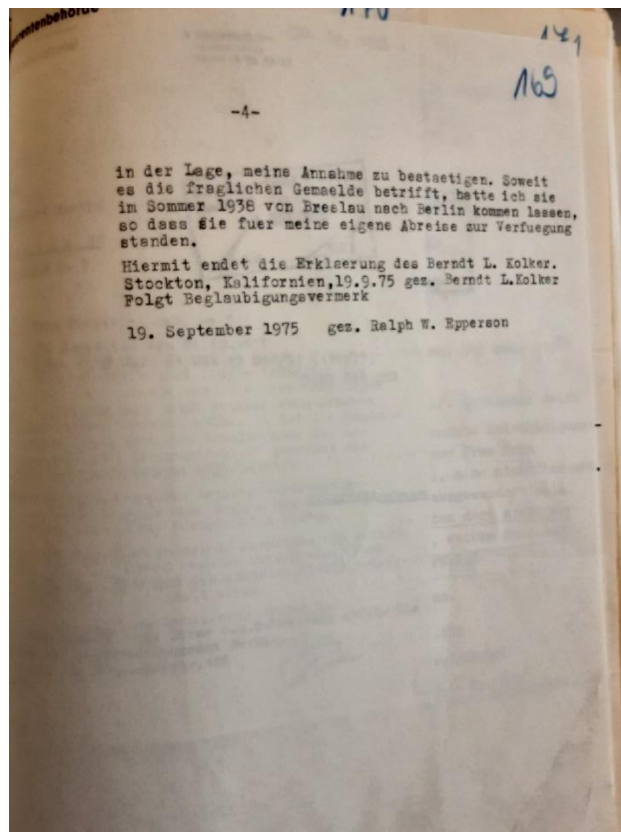 171
169
-4-
in der Lage, meine Annahme zu bestaetigen. Soweit
es die fraglichen Gemaelde betrifft, hatte ich sie
im Sommer 1938 von Breslau nach Berlin kommen lassen,
so dass sie fuer meine eigene Abreise zur Verfuegung
standen.
Hiermit endet die Erklaerung des Berndt L. Kolker.
Stockton, Kalifornien,19.9.75 gez. Berndt L.Kolker
Folgt Beglaubigungsvermerk
19. September 1975 gez. Ralph W. Epperson